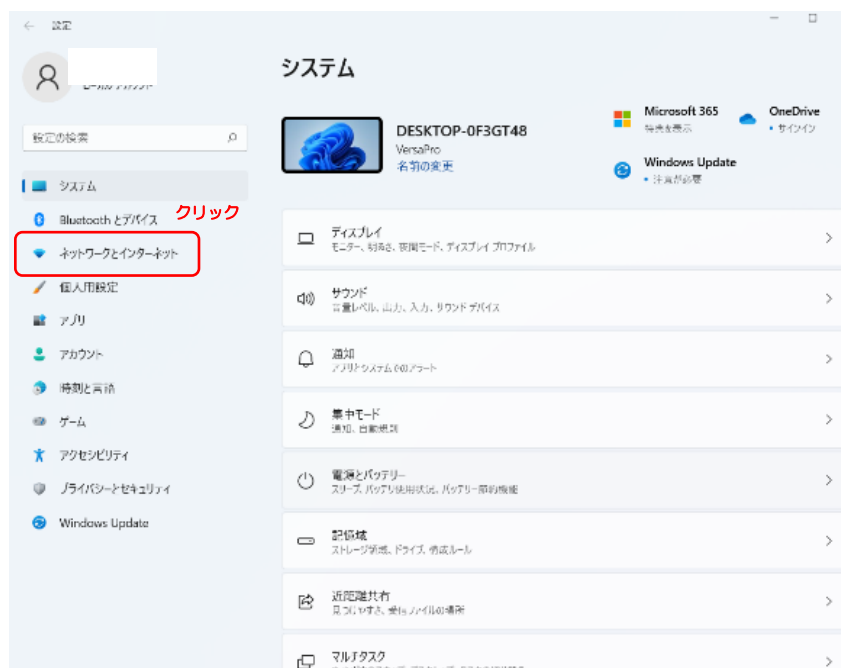 設定
システム
ローカル アカウント
設定の検索
DESKTOP-0F3GT48
VersaPro
名前の変更
Microsoft 365
特典を表示
OneDrive
• サインイン
Windows Update
• 注意が必要
システム
Bluetooth とデバイス
クリック
ネットワークとインターネット
個人用設定
アプリ
アカウント
時刻と言語
ゲーム
アクセシビリティ
プライバシーとセキュリティ
Windows Update
ディスプレイ
モニター、明るさ、夜間モード、ディスプレイ プロファイル
サウンド
音量レベル、出力、入力、サウンド デバイス
通知
アプリとシステムからのアラート
集中モード
通知、自動規則
電源とバッテリー
スリープ、バッテリ使用状況、バッテリー節約機能
記憶域
ストレージ領域、ドライブ、構成ルール
近距離共有
見つけやすさ、受信ファイルの場所
マルチタスク